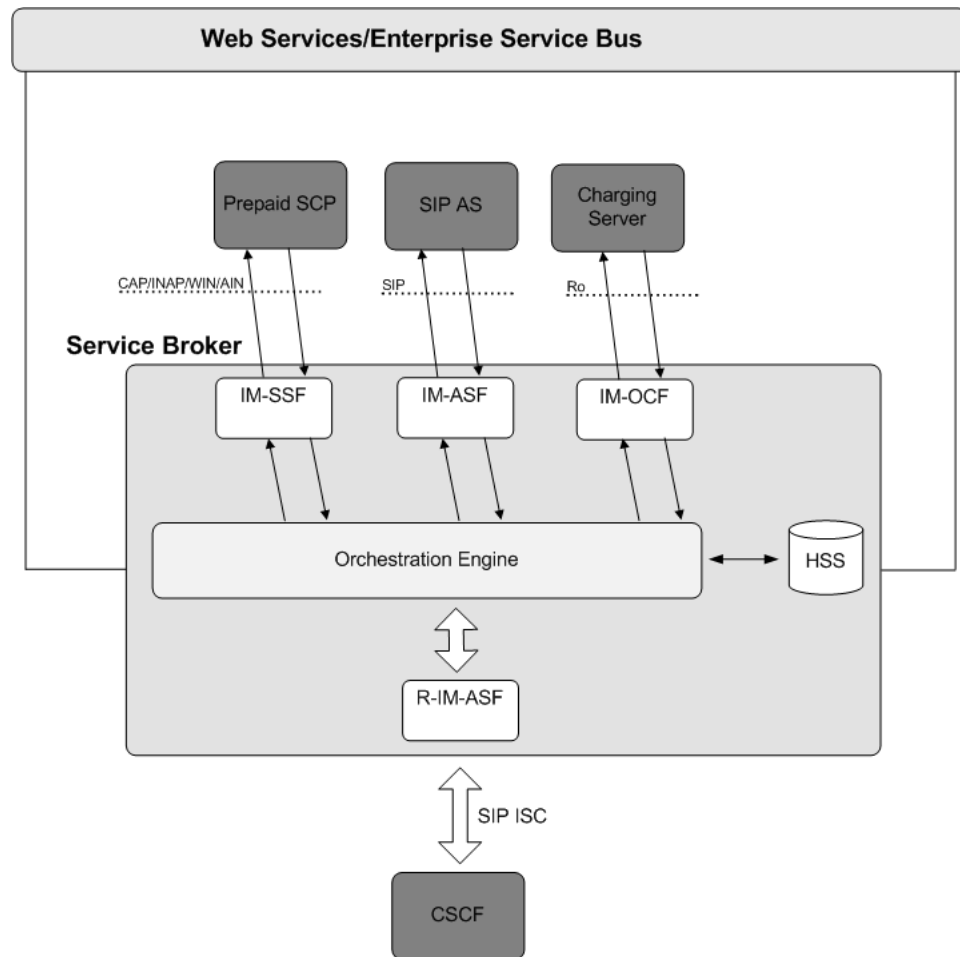 Web Services/Enterprise Service Bus
Prepaid SCP
SIP AS
Charging
Server
CAP/INAP/WIN/AIN
SIP
Ro
Service Broker
IM-SSF
IM-ASF
IM-OCF
Orchestration Engine
HSS
R-IM-ASF
SIP ISC
CSCF